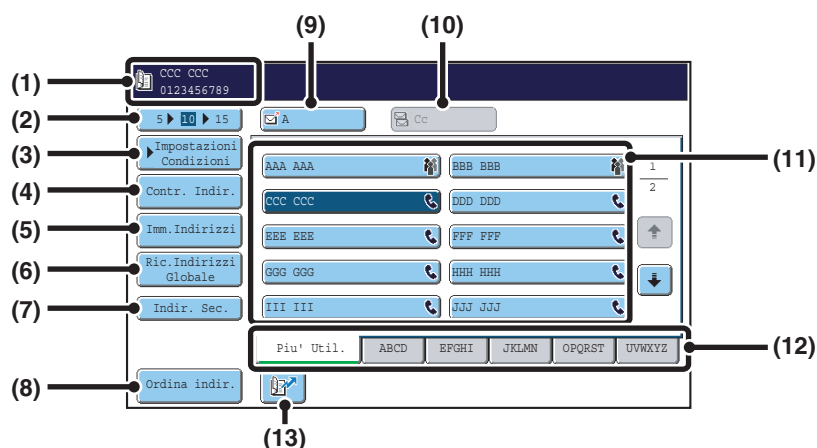 (9)
(10)
(1)
CCC CCC
0123456789
(2)
5 10 15
A
Cc
(3)
Impostazioni
Condizioni
(11)
AAA AAA
BBB BBB
1
2
(4)
Contr. Indir.
CCC CCC
DDD DDD
(5)
Imm.Indirizzi
EEE EEE
FFF FFF
(6)
Ric.Indirizzi
Globale
GGG GGG
HHH HHH
(7)
Indir. Sec.
III III
JJJ JJJ
Piu' Util.
ABCD
EFGHI
JKLMN
OPQRST
UVWXYZ
(12)
(8)
Ordina indir.
(13)